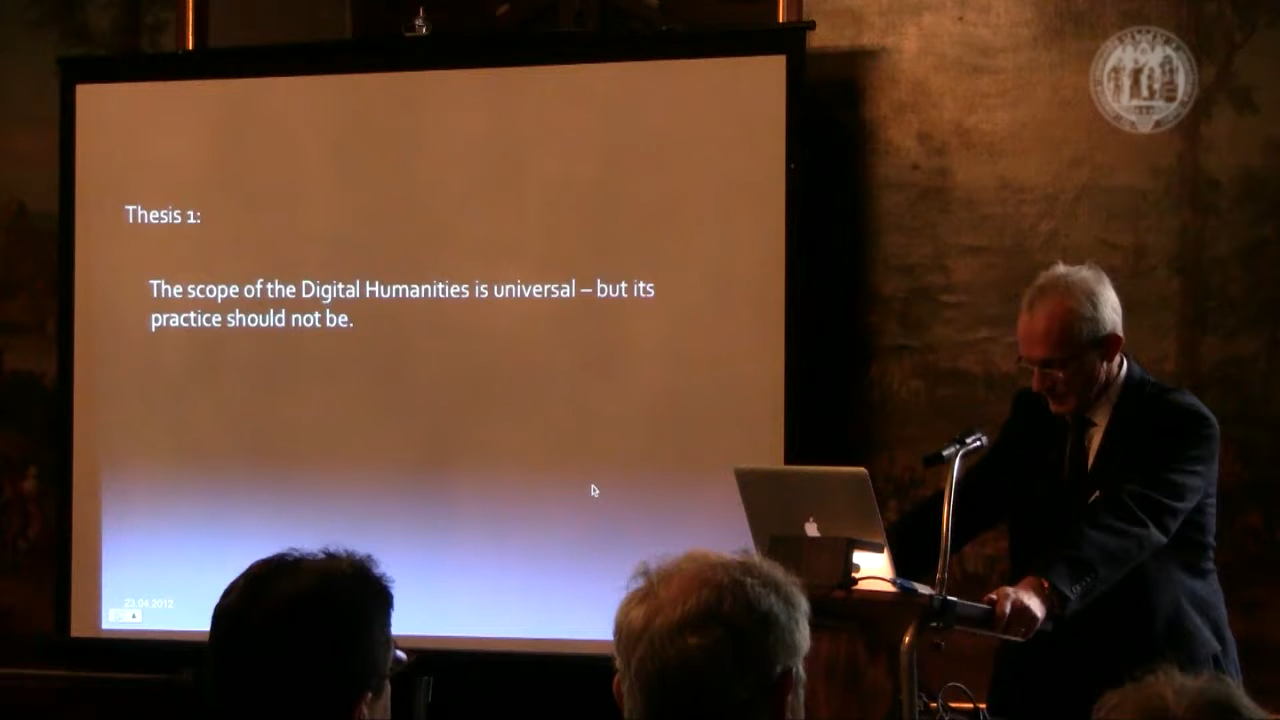 Thesis 1:
The scope of the Digital Humanities is universal – but its
practice should not be.
23.04.2012